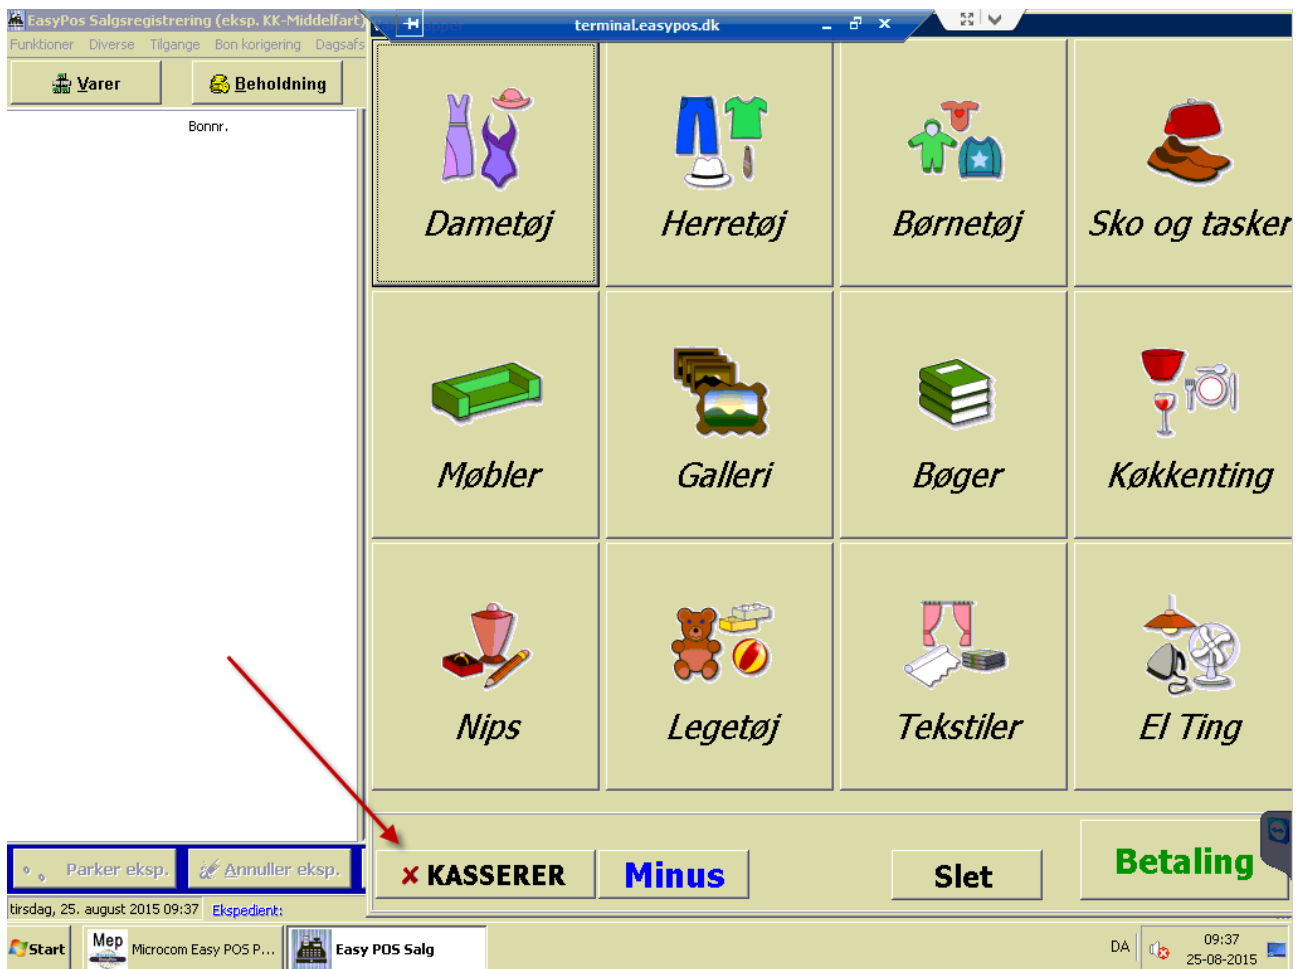 EasyPos Salgsregistrering (eksp. KK-Middelfart)
terminal.easypos.dk
Funktioner Diverse Tilgange Bon korigering Dagsafs
Varer
Beholdning
Bonnr.
Dametøj
Herretøj
Børnetøj
Sko og tasker
Møbler
Galleri
Bøger
Køkkenting
Nips
Legetøj
Tekstiler
El Ting
Parker eksp.
Annuller eksp.
KASSERER
Minus
Slet
Betaling
tirsdag, 25. august 2015 09:37 Ekspedient:
Start
Mep
Microcom Easy POS P...
Easy POS Salg
DA
09:37
25-08-2015